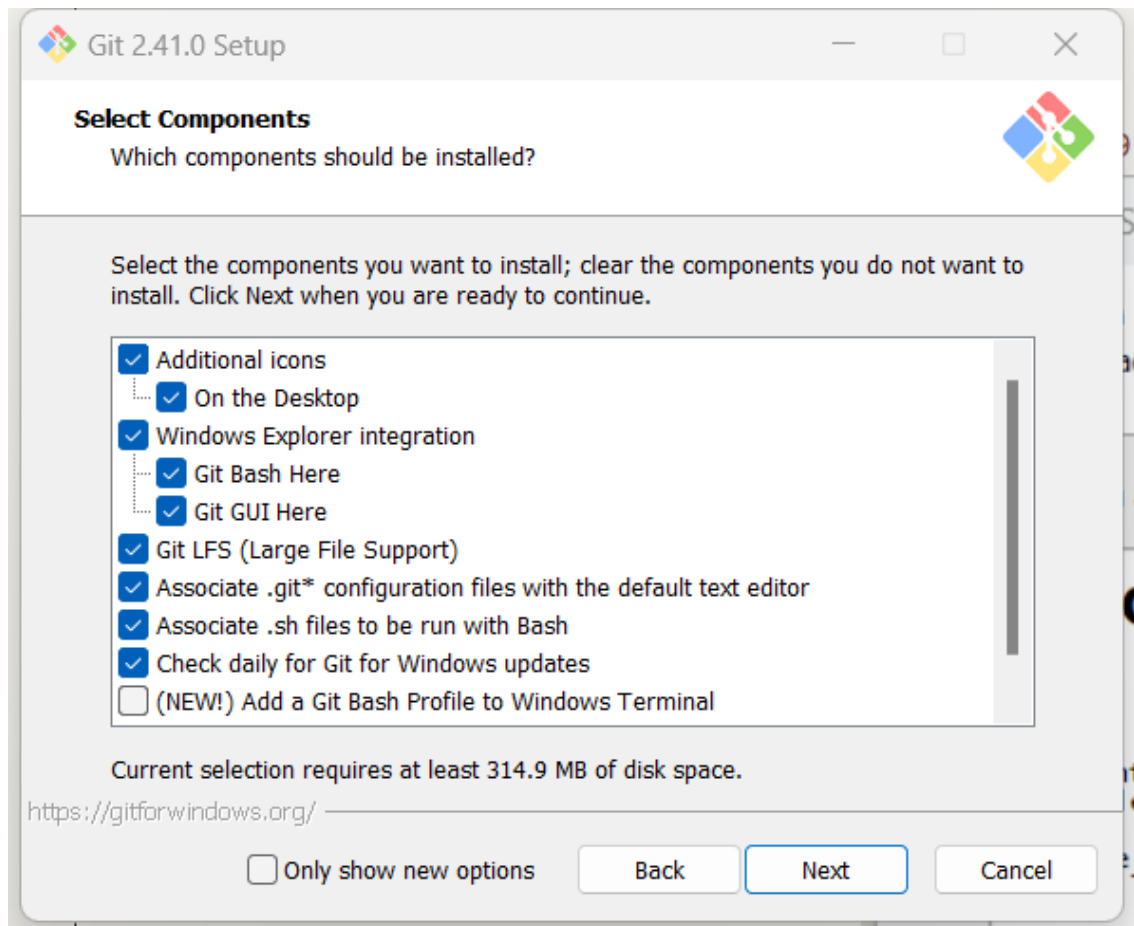 Git 2.41.0 Setup
Select Components
Which components should be installed?
Select the components you want to install; clear the components you do not want to
install. Click Next when you are ready to continue.
Additional icons
On the Desktop
Windows Explorer integration
Git Bash Here
Git GUI Here
Git LFS (Large File Support)
Associate .git* configuration files with the default text editor
Associate .sh files to be run with Bash
Check daily for Git for Windows updates
(NEW!) Add a Git Bash Profile to Windows Terminal
Current selection requires at least 314.9 MB of disk space.
https://gitforwindows.org/
Only show new options
Back
Next
Cancel